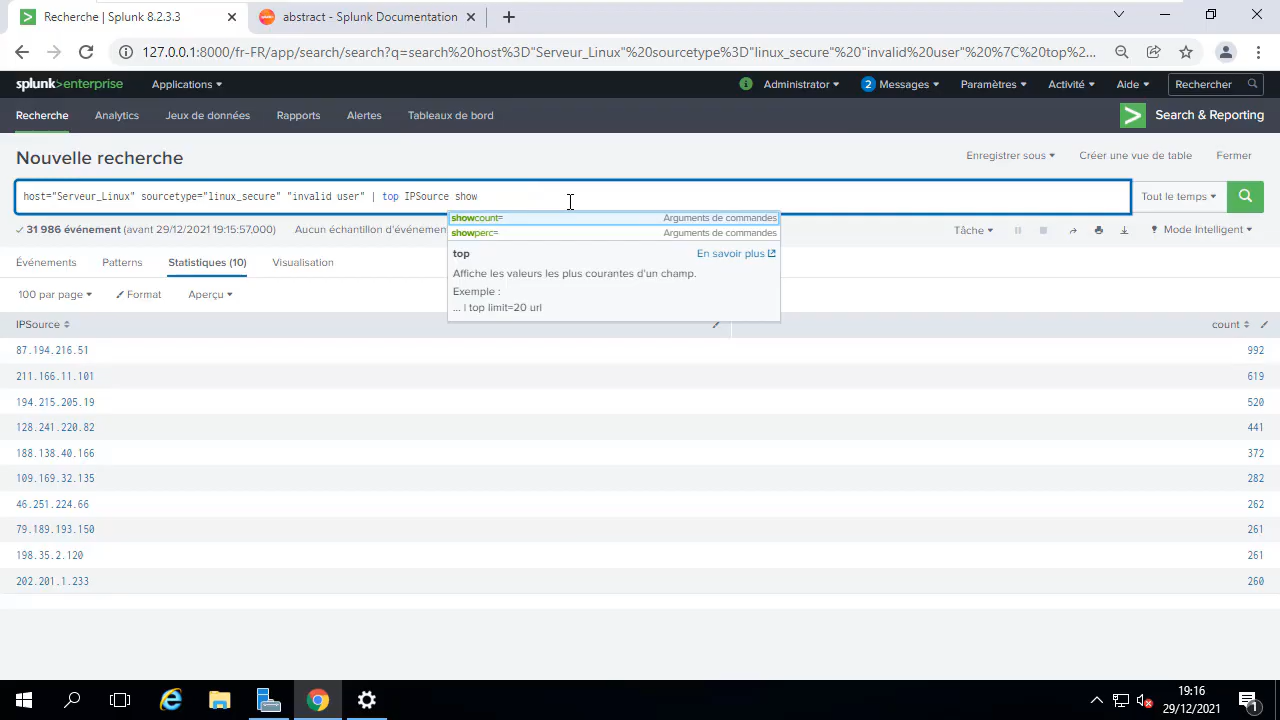 Recherche | Splunk 8.2.3.3
abstract - Splunk Documentation
127.0.0.1:8000/fr-FR/app/search/search?q=search%20host%3D"Serveur_Linux"%20sourcetype%3D"linux_secure"%20"invalid%20user"%20%7C%20top%2...
splunk>enterprise
Applications
Administrator
2 Messages
Paramètres
Activité
Aide
Rechercher
Recherche
Analytics
Jeux de données
Rapports
Alertes
Tableaux de bord
Search & Reporting
Nouvelle recherche
Enregistrer sous
Créer une vue de table
Fermer
host="Serveur_Linux" sourcetype="linux_secure" "invalid user" | top IPSource show
Tout le temps
showcount= Arguments de commandes
showperc= Arguments de commandes
top
En savoir plus
Affiche les valeurs les plus courantes d'un champ.
Exemple :
... | top limit=20 url
31 986 événement (avant 29/12/2021 19:15:57,000)
Aucun échantillon d'événemen
Tâche
Mode Intelligent
Événements
Patterns
Statistiques (10)
Visualisation
100 par page
Format
Aperçu
IPSource count
87.194.216.51 992
211.166.11.101 619
194.215.205.19 520
128.241.220.82 441
188.138.40.166 372
109.169.32.135 282
46.251.224.66 262
79.189.193.150 261
198.35.2.120 261
202.201.1.233 260
19:16
29/12/2021
1